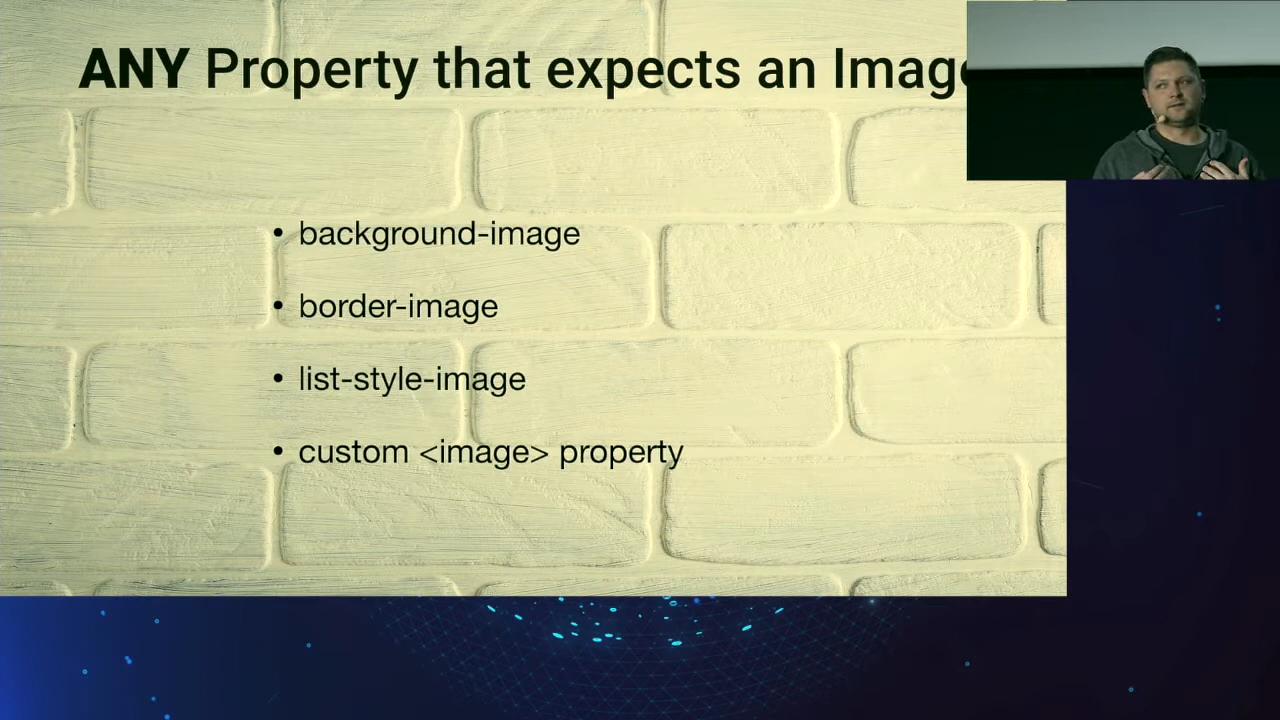 ANY Property that expects an Image
• background-image
• border-image
• list-style-image
• custom <image> property